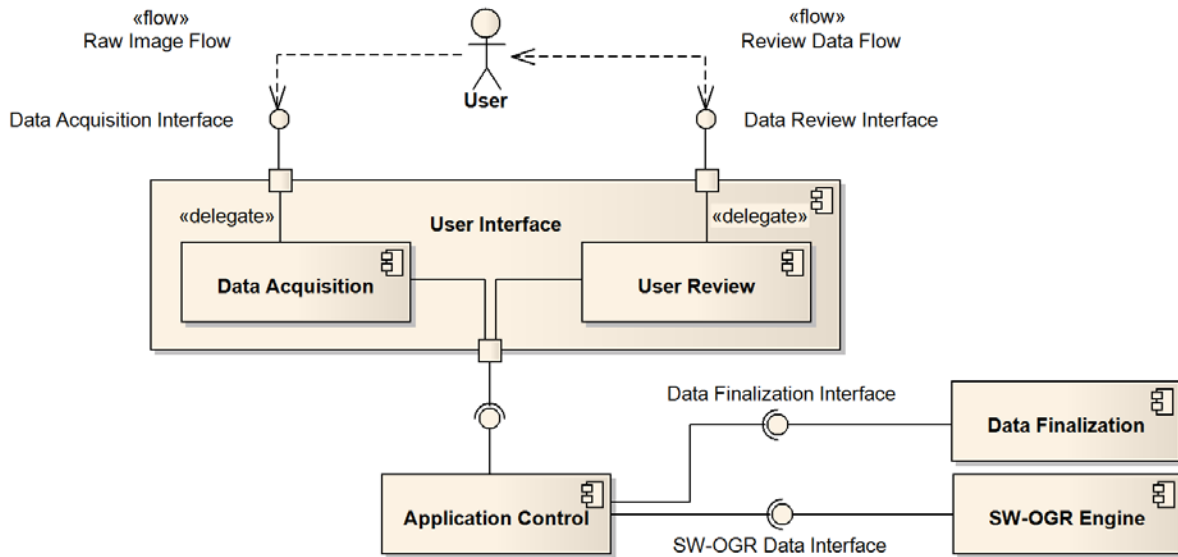 «flow»
Raw Image Flow
«flow»
Review Data Flow
User
Data Acquisition Interface
Data Review Interface
«delegate»
User Interface
«delegate»
Data Acquisition
User Review
Data Finalization Interface
Data Finalization
Application Control
SW-OGR Engine
SW-OGR Data Interface